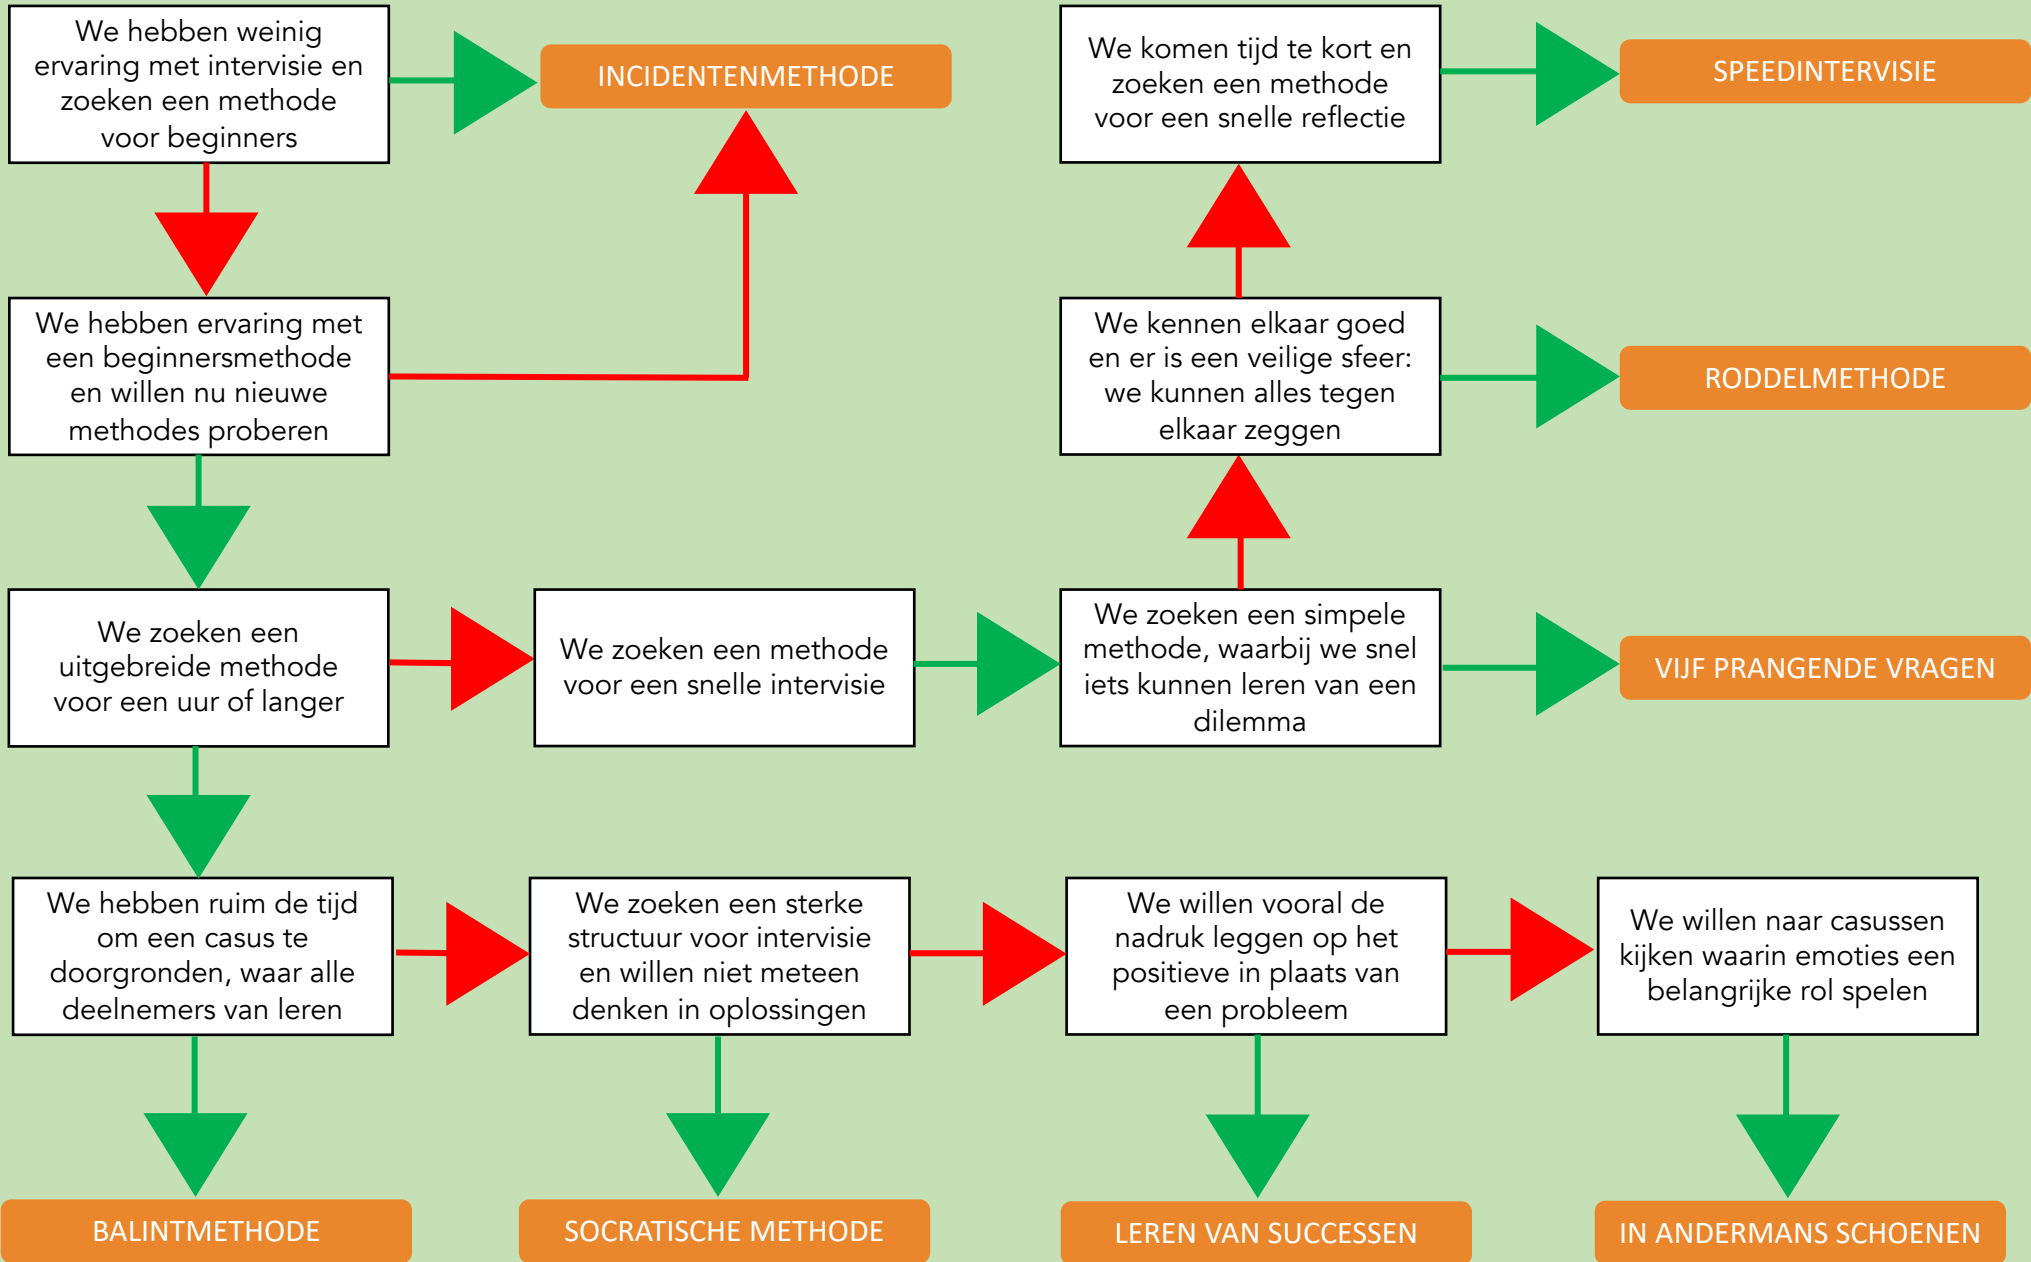 We hebben weinig
ervaring met intervisie en
zoeken een methode
voor beginners
INCIDENTENMETHODE
We komen tijd te kort en
zoeken een methode
voor een snelle reflectie
SPEEDINTERVISIE
We hebben ervaring met
een beginnersmethode
en willen nu nieuwe
methodes proberen
We kennen elkaar goed
en er is een veilige sfeer:
we kunnen alles tegen
elkaar zeggen
RODDELMETHODE
We zoeken een
uitgebreide methode
voor een uur of langer
We zoeken een methode
voor een snelle intervisie
We zoeken een simpele
methode, waarbij we snel
iets kunnen leren van een
dilemma
VIJF PRANGENDE VRAGEN
We hebben ruim de tijd
om een casus te
doorgronden, waar alle
deelnemers van leren
We zoeken een sterke
structuur voor intervisie
en willen niet meteen
denken in oplossingen
We willen vooral de
nadruk leggen op het
positieve in plaats van
een probleem
We willen naar casussen
kijken waarin emoties een
belangrijke rol spelen
BALINTMETHODE
SOCRATISCHE METHODE
LEREN VAN SUCCESSEN
IN ANDERMANS SCHOENEN